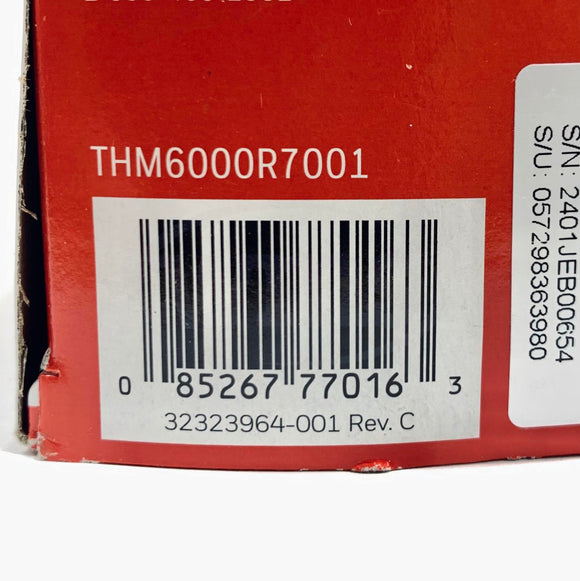 THM6000R7001
0 85267 77016 3
32323964-001 Rev. C
S/N: 2401JEB00654
S/U: 057298363980